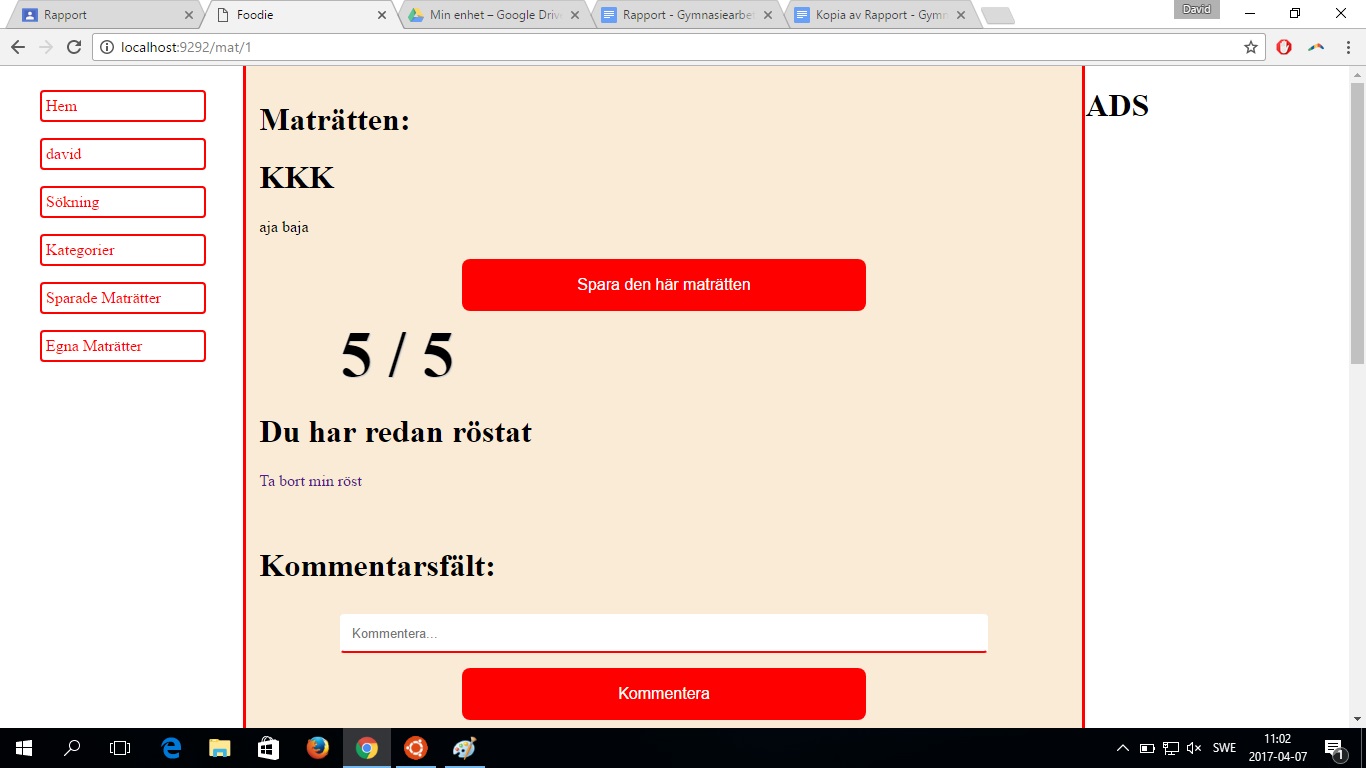 Rapport
Foodie
Min enhet – Google Drive
Rapport - Gymnasiearbet
Kopia av Rapport - Gymn
David
localhost:9292/mat/1
Hem
david
Sökning
Kategorier
Sparade Maträtter
Egna Maträtter
Maträtten:
KKK
aja baja
Spara den här maträtten
5 / 5
Du har redan röstat
Ta bort min röst
Kommentarsfält:
Kommentera...
Kommentera
ADS
SWE
11:02
2017-04-07
1